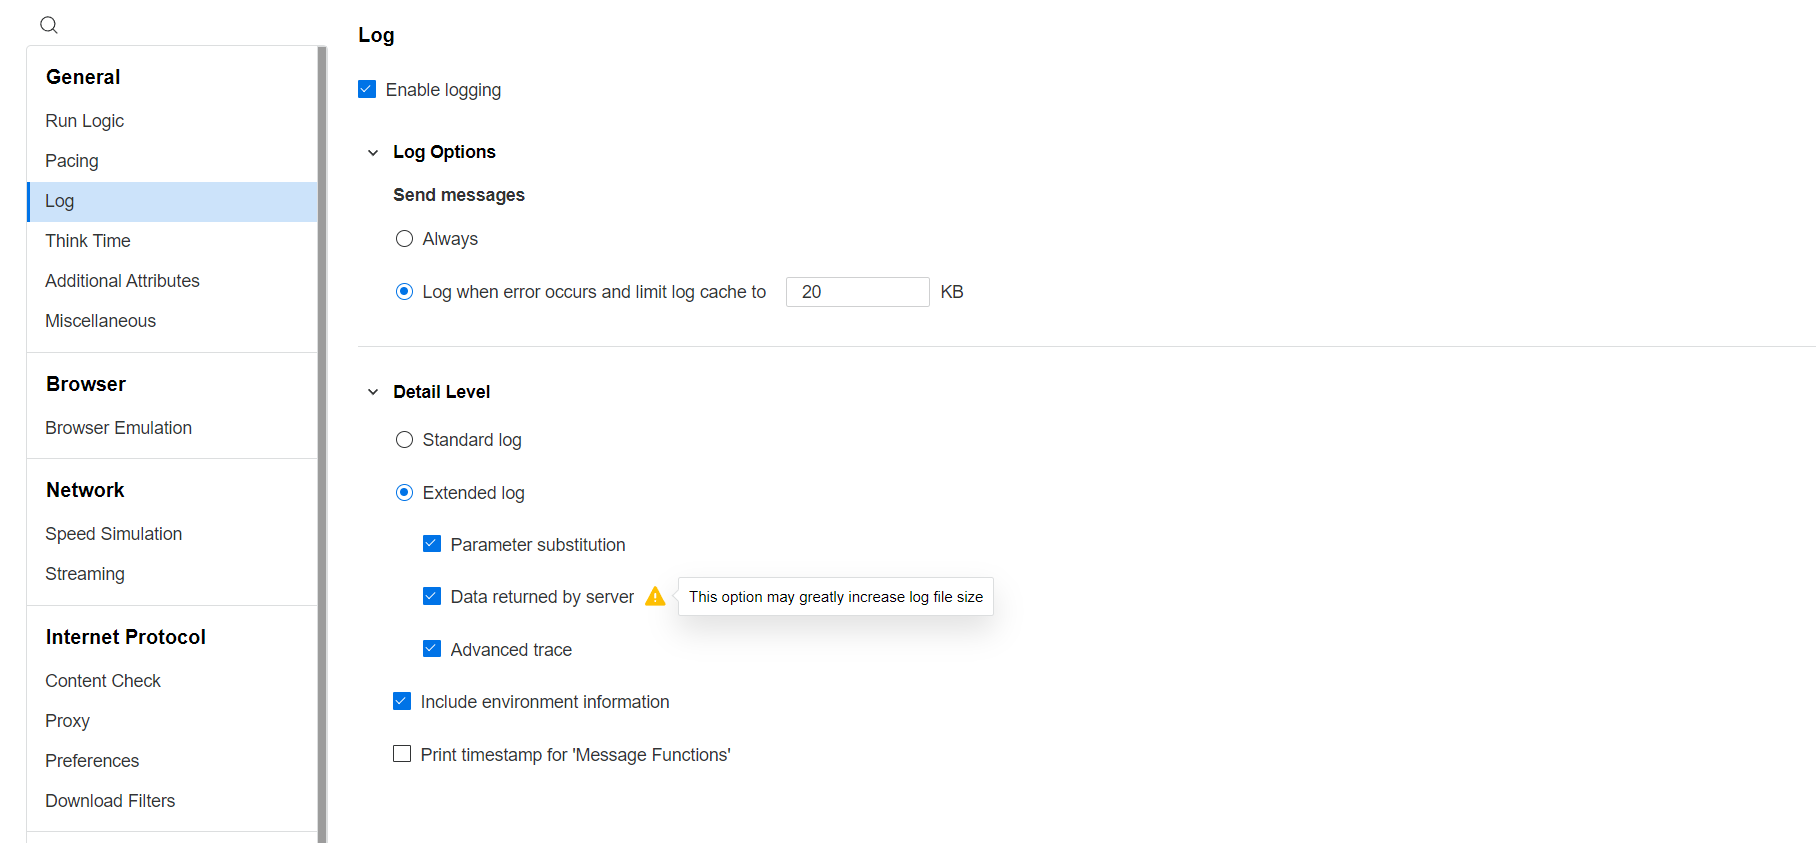 General
Run Logic
Pacing
Log
Think Time
Additional Attributes
Miscellaneous
Browser
Browser Emulation
Network
Speed Simulation
Streaming
Internet Protocol
Content Check
Proxy
Preferences
Download Filters
Log
Enable logging
Log Options
Send messages
Always
Log when error occurs and limit log cache to 20 KB
Detail Level
Standard log
Extended log
Parameter substitution
Data returned by server This option may greatly increase log file size
Advanced trace
Include environment information
Print timestamp for 'Message Functions'